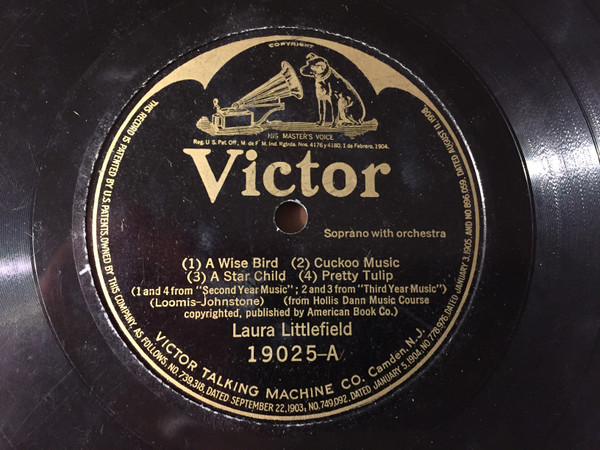 COPYRIGHT
HIS MASTER'S VOICE
Reg. U.S. Pat. Off., M. de F. M. Ind. Rgtrda. Nos. 4176 y 4180, 1 de Febrero, 1904.
Victor
Soprano with orchestra
(1) A Wise Bird (2) Cuckoo Music
(3) A Star Child (4) Pretty Tulip
(1 and 4 from "Second Year Music"; 2 and 3 from "Third Year Music")
(Loomis-Johnstone) (from Hollis Dann Music Course
copyrighted, published by American Book Co.)
Laura Littlefield
19025-A
VICTOR TALKING MACHINE CO. Camden, N.J.
THIS RECORD IS PATENTED BY U.S. PATENTS, OWNED BY THIS COMPANY, AS FOLLOWS, NO. 739,318, DATED SEPTEMBER 22, 1903, NO. 749,092, DATED JANUARY 5, 1904, NO. 778,976, DATED JANUARY 3, 1905, AND NO. 896,059, DATED AUGUST 11, 1908.